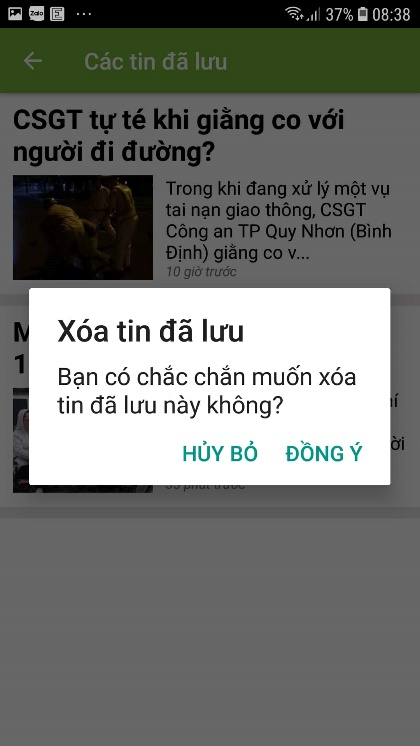 Zalo
37%
08:38
Các tin đã lưu
CSGT tự té khi giằng co với
người đi đường?
Trong khi đang xử lý một vụ
tai nạn giao thông, CSGT
Công an TP Quy Nhơn (Bình
Định) giằng co v...
10 giờ trước
M
1
Xóa tin đã lưu
Bạn có chắc chắn muốn xóa
tin đã lưu này không?
HỦY BỎ ĐỒNG Ý